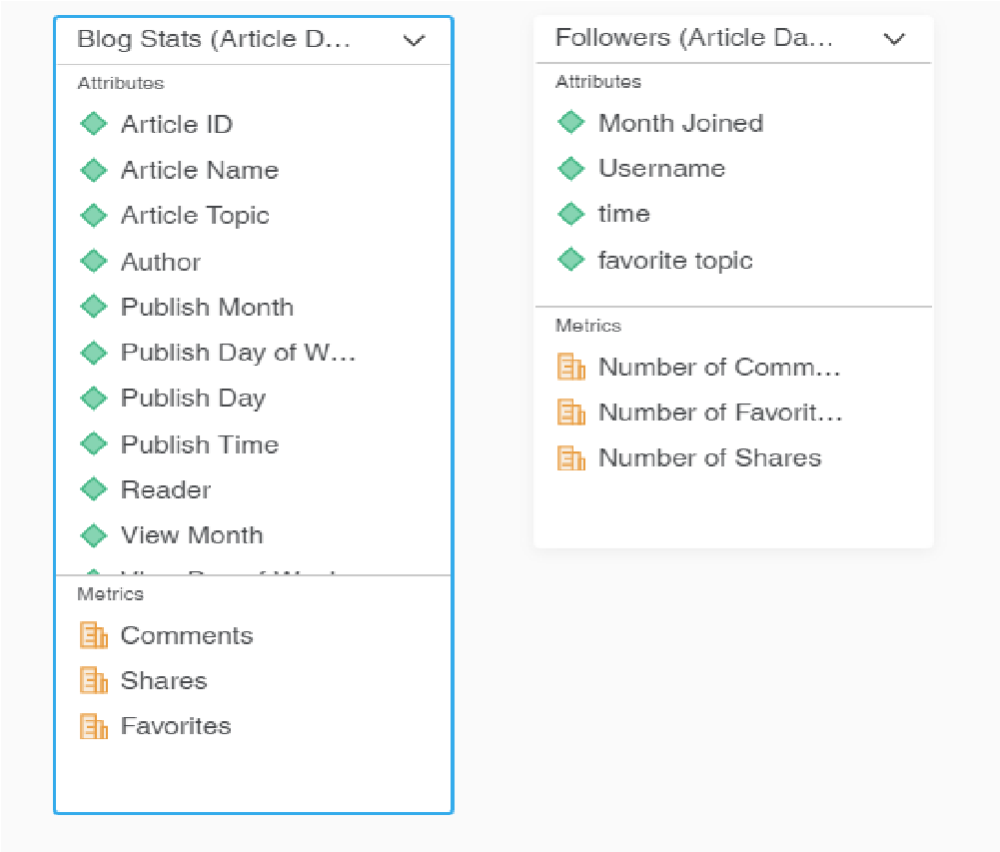 Blog Stats (Article D...
Attributes
Article ID
Article Name
Article Topic
Author
Publish Month
Publish Day of W...
Publish Day
Publish Time
Reader
View Month
Metrics
Comments
Shares
Favorites
Followers (Article Da...
Attributes
Month Joined
Username
time
favorite topic
Metrics
Number of Comm...
Number of Favorit...
Number of Shares